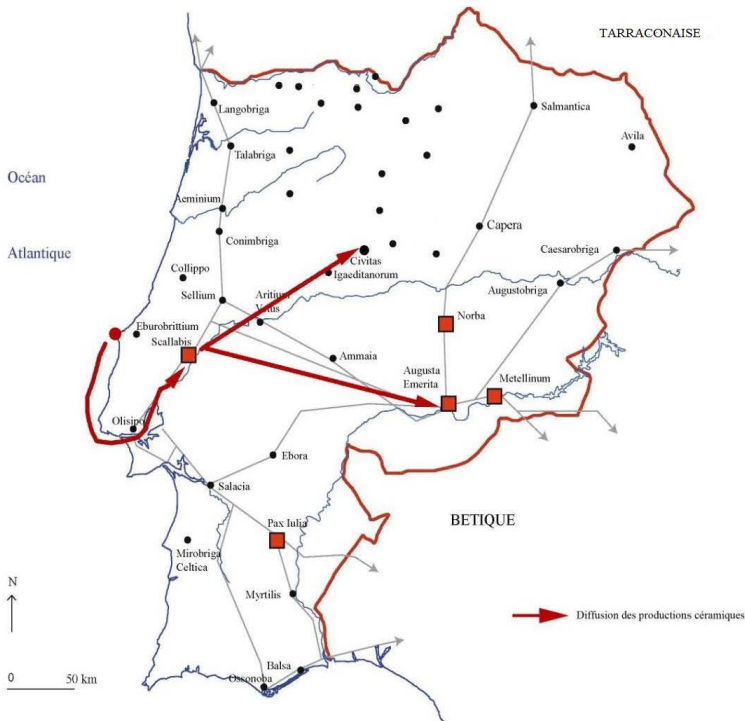 TARRACONAISE
Langobriga
Salmantica
Talabriga
Avila
Océan
Aeminium
Capera
Conimbriga
Atlantique
Civitas
Igaeditanorum
Caesarobriga
Collippo
Augustobriga
Sellium
Aritium
Vetus
Norba
Eburobrittium
Scallabis
Ammaia
Augusta
Emerita
Metellinum
Olisipo
Ebora
Salacia
BETIQUE
Pax Iulia
Mirobriga
Celtica
N
Myrtilis
Diffusion des productions céramiques
Balsa
0 50 km
Ossonoba